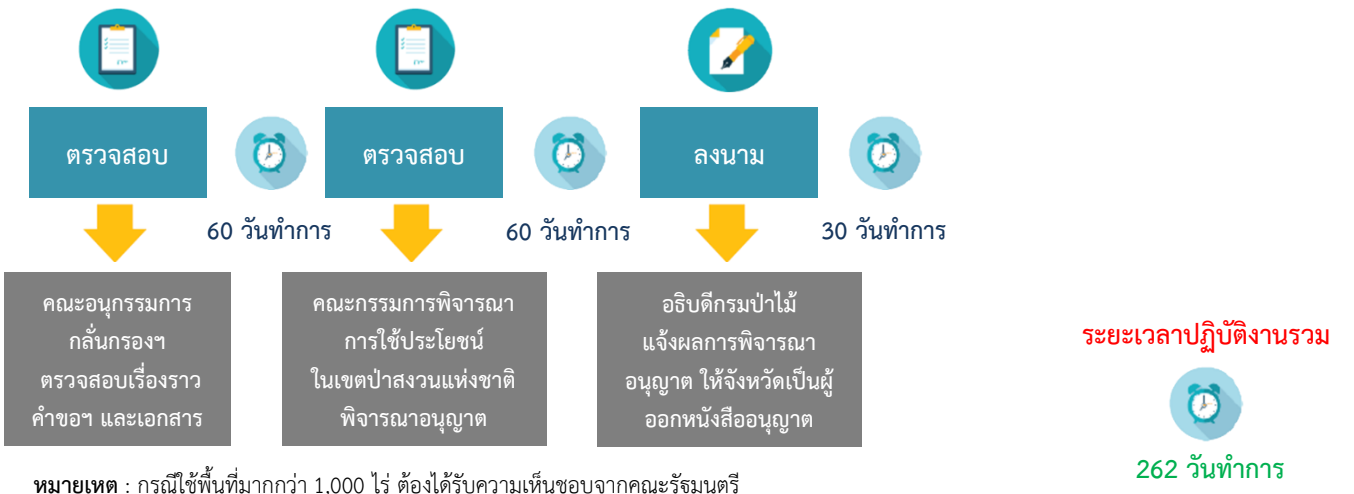 ตรวจสอบ
60 วันทำการ
ตรวจสอบ
60 วันทำการ
ลงนาม
30 วันทำการ
คณะอนุกรรมการ
กลั่นกรองฯ
ตรวจสอบเรื่องราว
คำขอฯ และเอกสาร
คณะกรรมการพิจารณา
การใช้ประโยชน์
ในเขตป่าสงวนแห่งชาติ
พิจารณาอนุญาต
อธิบดีกรมป่าไม้
แจ้งผลการพิจารณา
อนุญาต ให้จังหวัดเป็นผู้
ออกหนังสืออนุญาต
ระยะเวลาปฏิบัติงานรวม
262 วันทำการ
หมายเหตุ : กรณีใช้พื้นที่มากกว่า 1,000 ไร่ ต้องได้รับความเห็นชอบจากคณะรัฐมนตรี